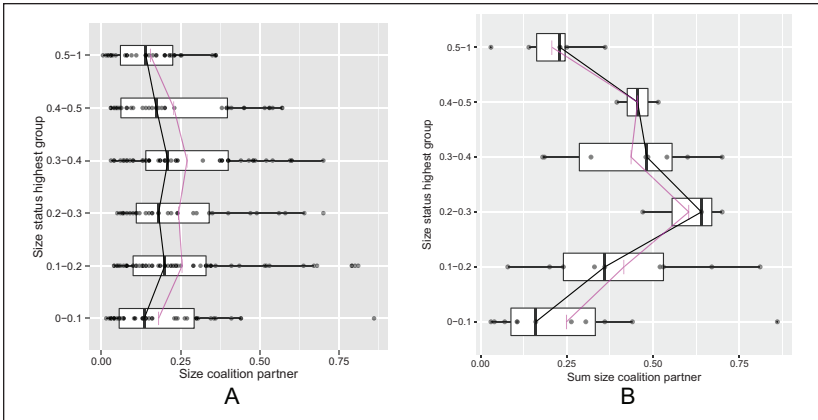 Size status highest group
0.5−1
0.4−0.5
0.3−0.4
0.2−0.3
0.1−0.2
0−0.1
0.00 0.25 0.50 0.75
Size coalition partner
A
Size status highest group
0.5−1
0.4−0.5
0.3−0.4
0.2−0.3
0.1−0.2
0−0.1
0.00 0.25 0.50 0.75
Sum size coalition partner
B